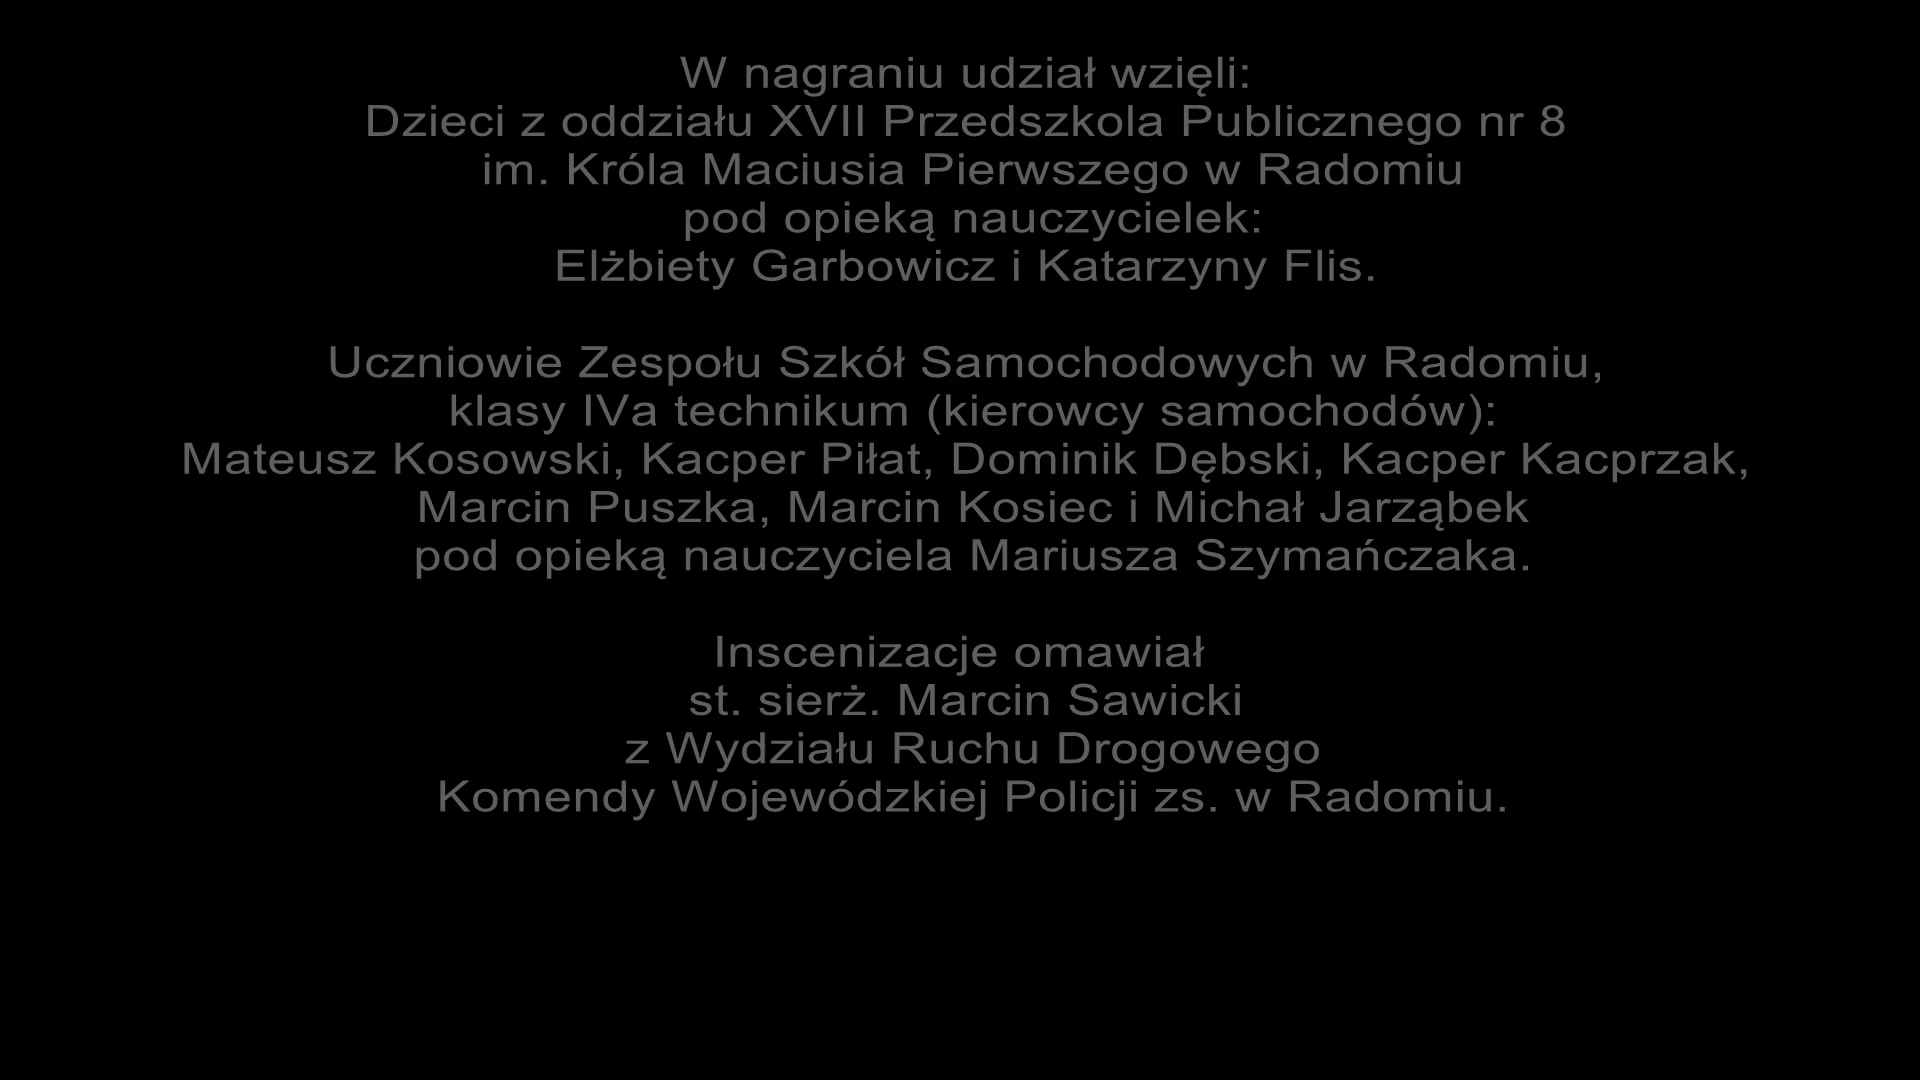 W nagraniu udział wzięli:
Dzieci z oddziału XVII Przedszkola Publicznego nr 8
im. Króla Maciusia Pierwszego w Radomiu
pod opieką nauczycielek:
Elżbiety Garbowicz i Katarzyny Flis.
Uczniowie Zespołu Szkół Samochodowych w Radomiu,
klasy IVa technikum (kierowcy samochodów):
Mateusz Kosowski, Kacper Piłat, Dominik Dębski, Kacper Kacprzak,
Marcin Puszka, Marcin Kosiec i Michał Jarząbek
pod opieką nauczyciela Mariusza Szymańczaka.
Inscenizacje omawiał
st. sierż. Marcin Sawicki
z Wydziału Ruchu Drogowego
Komendy Wojewódzkiej Policji zs. w Radomiu.